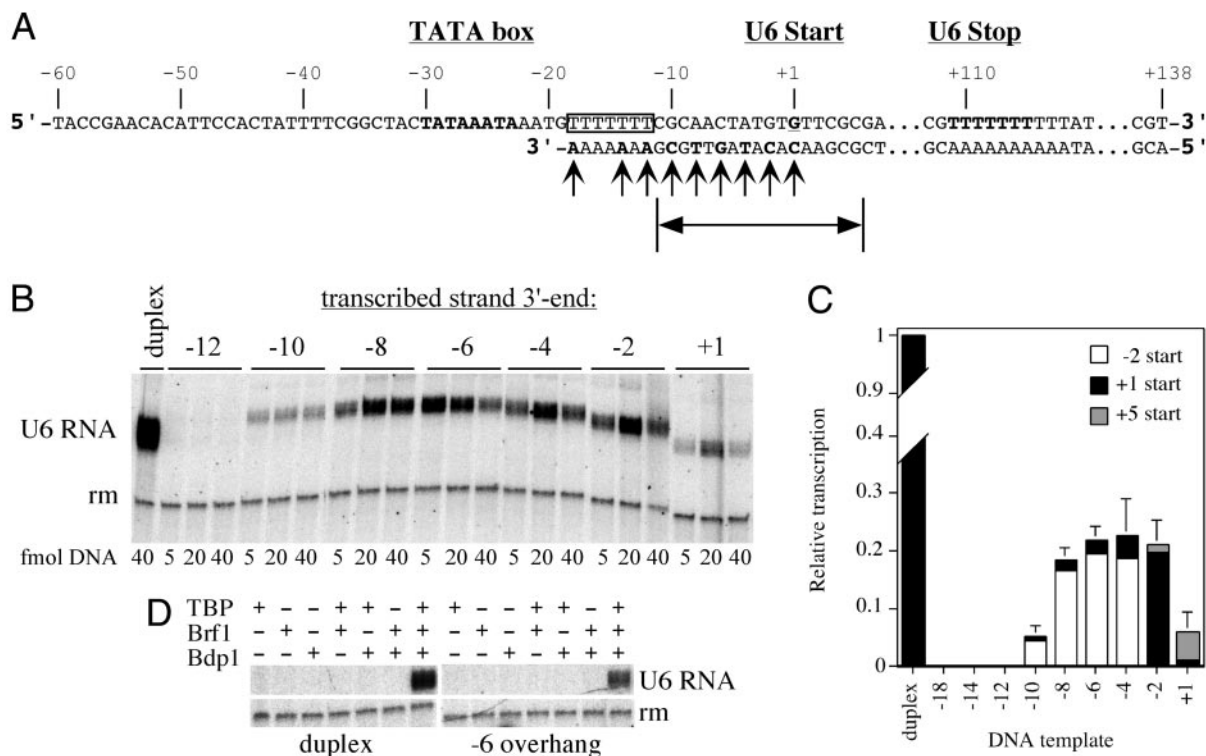 A
TATA box
U6 Start
U6 Stop
-60 -50 -40 -30 -20 -10 +1 +110 +138
5'-TACCGAACACATTCCACTATTTTCGGCTACTATAAATAAATGTTTTTTTCGCAACTATGTGTTCGCGA...CGTTTTTTTTTTAT...CGT-3'
3'-AAAAAAAGCGTTGATACACAAGCGCT...GCAAAAAAAAAATA...GCA-5'
B
duplex
transcribed strand 3'-end:
-12 -10 -8 -6 -4 -2 +1
U6 RNA
rm
fmol DNA 40 5 20 40 5 20 40 5 20 40 5 20 40 5 20 40 5 20 40 5 20 40
C
Relative transcription
1
0.9
0.4
0.3
0.2
0.1
0
-2 start
+1 start
+5 start
duplex -18 -14 -12 -10 -8 -6 -4 -2 +1
DNA template
D
TBP + – – + + – + + – – + + – +
Brf1 – + – + – + + – + – + – + +
Bdp1 – – + – + + + – – + – + + +
U6 RNA
rm
duplex
-6 overhang